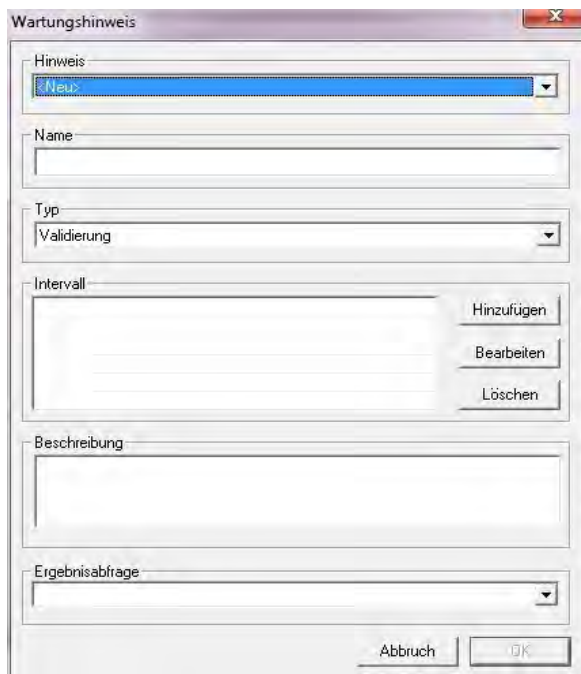 Wartungshinweis
Hinweis
<Neu>
Name
Typ
Validierung
Intervall
Hinzufügen
Bearbeiten
Löschen
Beschreibung
Ergebnisabfrage
Abbruch
OK